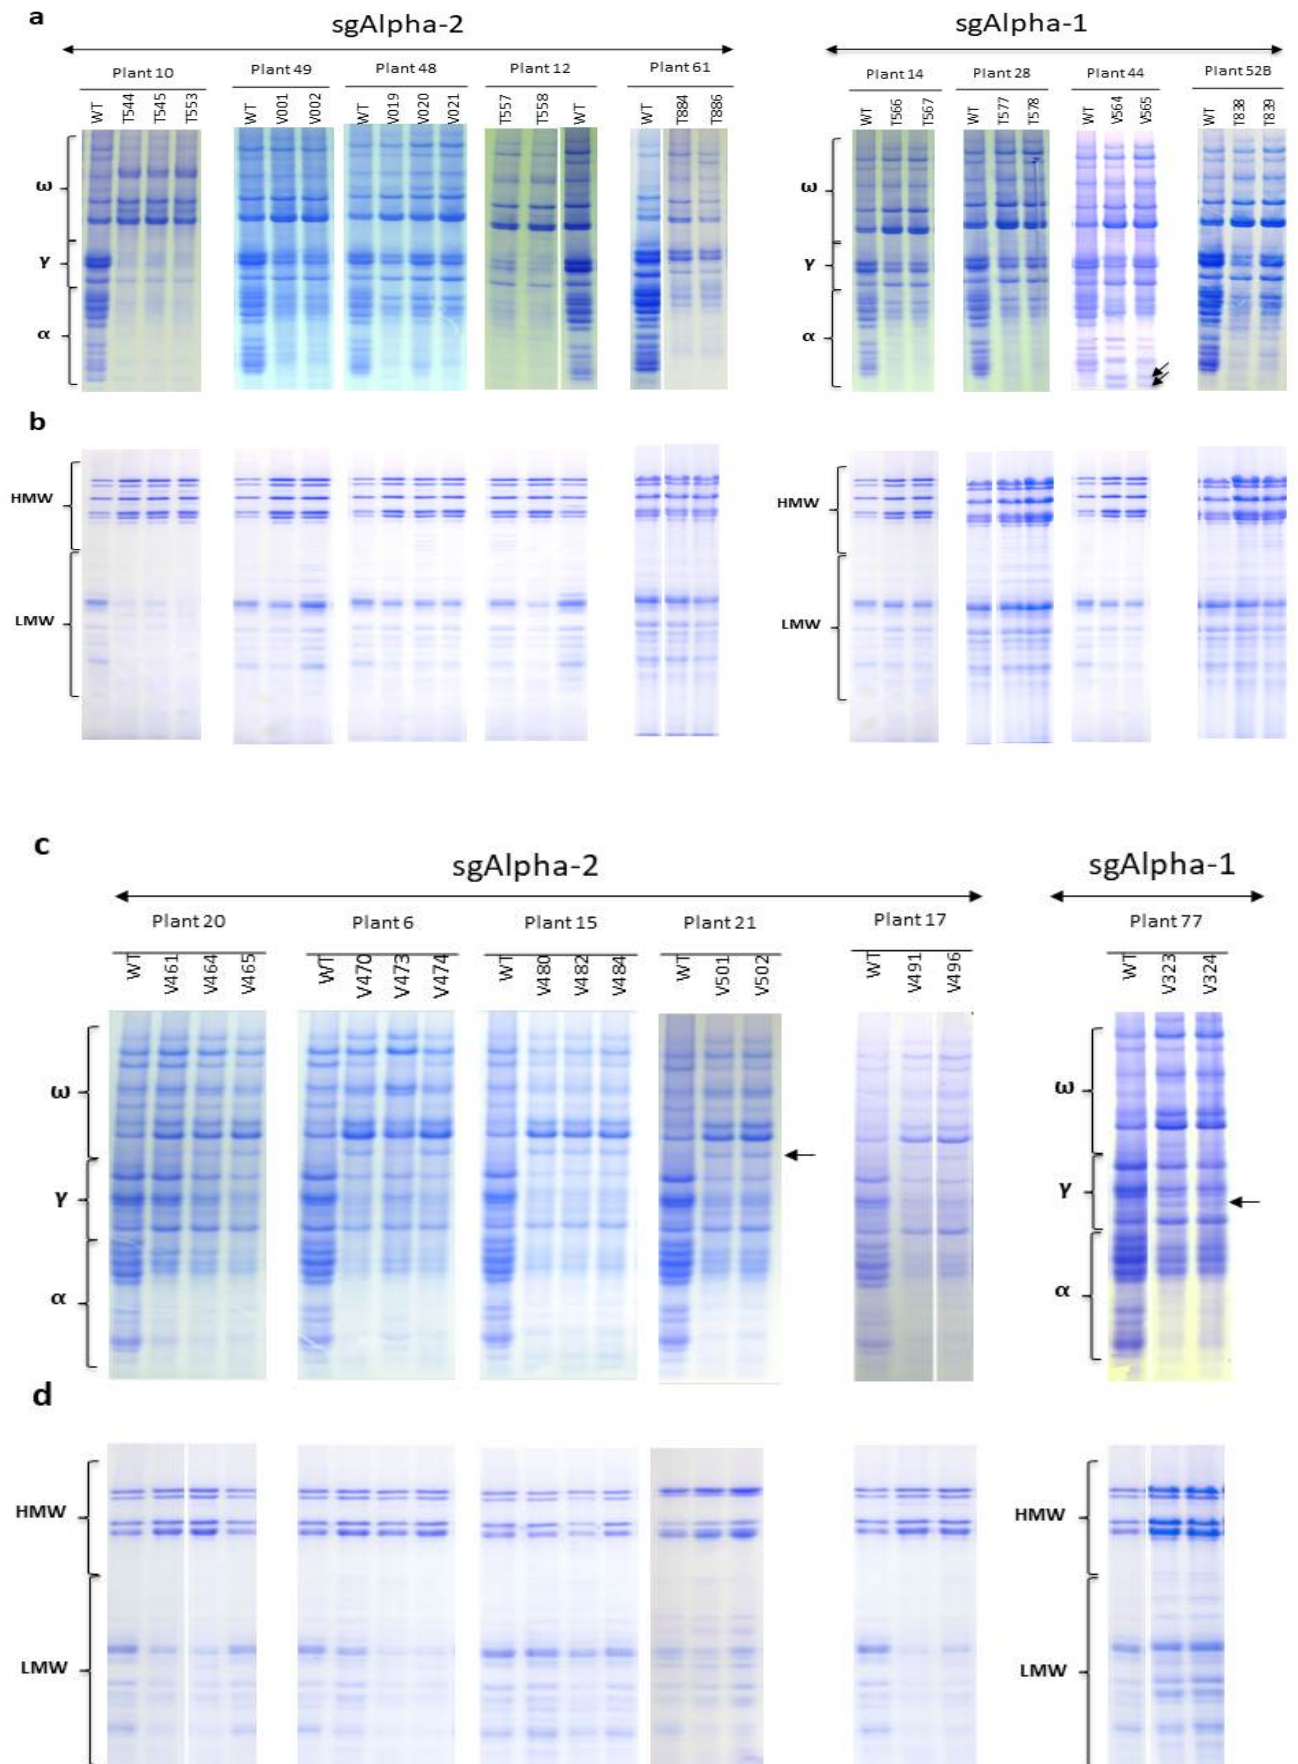 a
sgAlpha-2
sgAlpha-1
Plant 10
Plant 49
Plant 48
Plant 12
Plant 61
Plant 14
Plant 28
Plant 44
Plant 52B
WT T544 T545 T553
WT V001 V002
WT V019 V020 V021
T557 T558 WT
WT T884 T886
WT T566 T567
WT T577 T578
WT V564 V565
WT T838 T839
ω
γ
α
ω
γ
α
b
HMW
LMW
HMW
LMW
c
sgAlpha-2
sgAlpha-1
Plant 20
Plant 6
Plant 15
Plant 21
Plant 17
Plant 77
WT V461 V464 V465
WT V470 V473 V474
WT V480 V482 V484
WT V501 V502
WT V491 V496
WT V323 V324
ω
γ
α
ω
γ
α
d
HMW
LMW
HMW
LMW